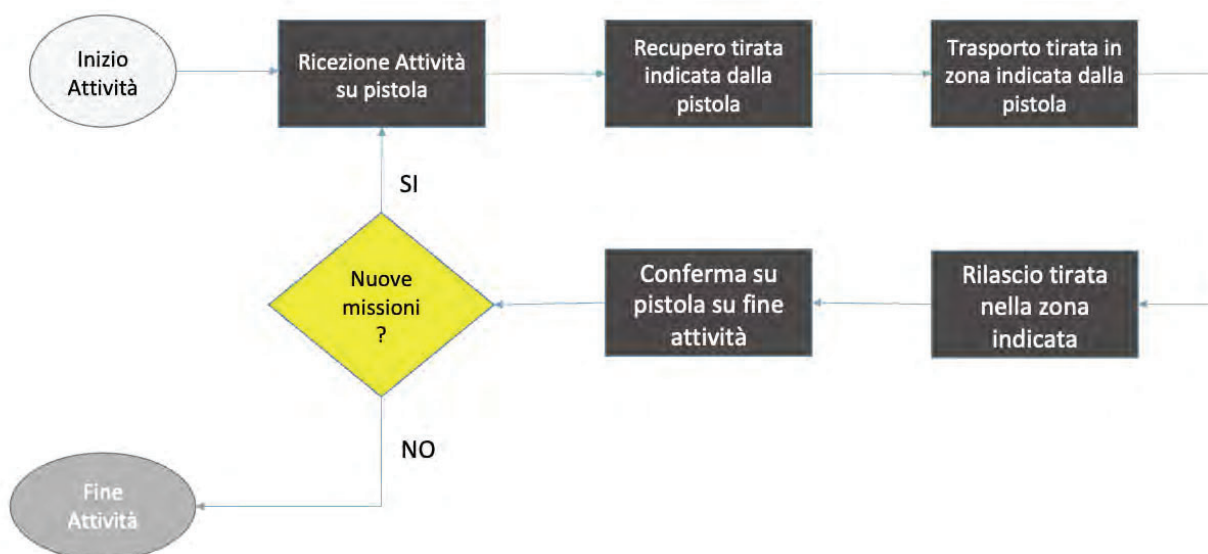 Inizio
Attività
Ricezione Attività
su pistola
Recupero tirata
indicata dalla
pistola
Trasporto tirata in
zona indicata dalla
pistola
SI
Nuove
missioni
?
Conferma su
pistola su fine
attività
Rilascio tirata
nella zona
indicata
NO
Fine
Attività